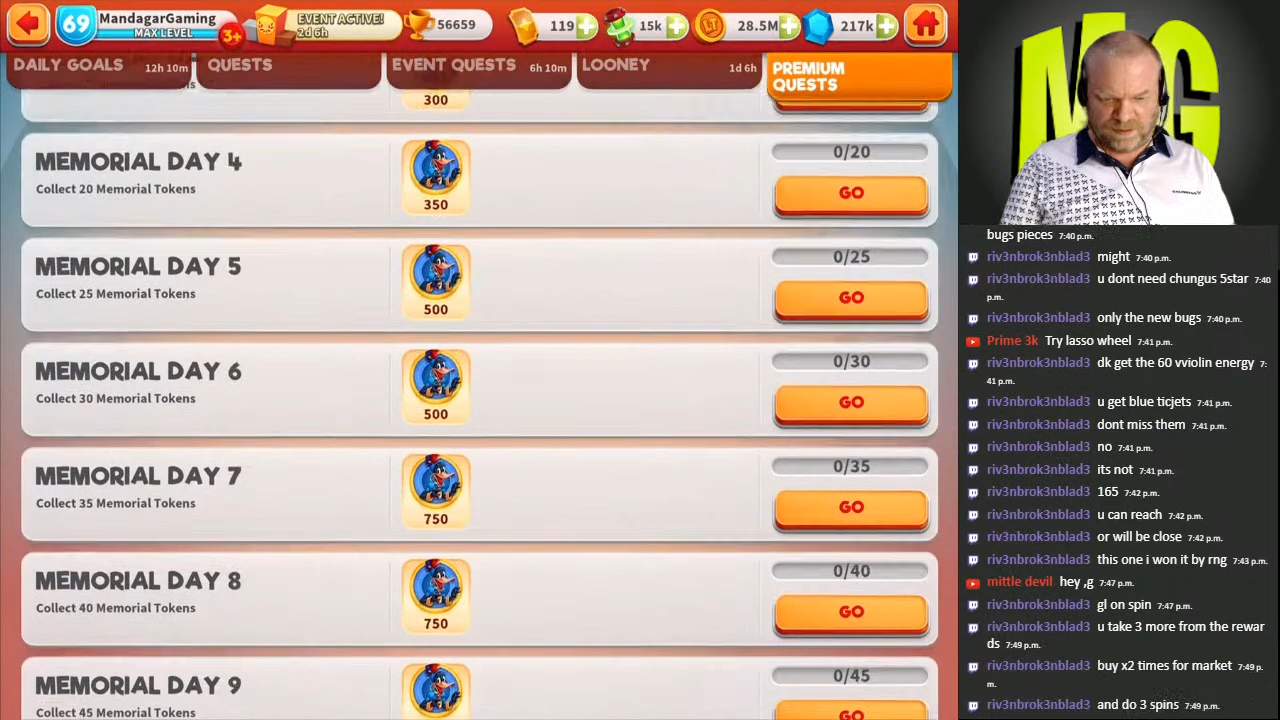 69
MandagarGaming
MAX LEVEL
3+
EVENT ACTIVE!
2d 6h
56659
119
15k
LT
28.5M
217k
DAILY GOALS 12h 10m
QUESTS
EVENT QUESTS 6h 10m
LOONEY 1d 6h
PREMIUM
QUESTS
300
MEMORIAL DAY 4
Collect 20 Memorial Tokens
350
0/20
GO
MEMORIAL DAY 5
Collect 25 Memorial Tokens
500
0/25
GO
MEMORIAL DAY 6
Collect 30 Memorial Tokens
500
0/30
GO
MEMORIAL DAY 7
Collect 35 Memorial Tokens
750
0/35
GO
MEMORIAL DAY 8
Collect 40 Memorial Tokens
750
0/40
GO
MEMORIAL DAY 9
Collect 45 Memorial Tokens
0/45
GO
MG
bugs pieces 7:40 p.m.
riv3nbrok3nblad3 might 7:40 p.m.
riv3nbrok3nblad3 u dont need chungus 5star 7:40
p.m.
riv3nbrok3nblad3 only the new bugs 7:40 p.m.
Prime 3k Try lasso wheel 7:41 p.m.
riv3nbrok3nblad3 dk get the 60 vviolin energy 7:
41 p.m.
riv3nbrok3nblad3 u get blue ticjets 7:41 p.m.
riv3nbrok3nblad3 dont miss them 7:41 p.m.
riv3nbrok3nblad3 no 7:41 p.m.
riv3nbrok3nblad3 its not 7:41 p.m.
riv3nbrok3nblad3 165 7:42 p.m.
riv3nbrok3nblad3 u can reach 7:42 p.m.
riv3nbrok3nblad3 or will be close 7:42 p.m.
riv3nbrok3nblad3 this one i won it by rng 7:43 p.m.
mittle devil hey ,g 7:47 p.m.
riv3nbrok3nblad3 gl on spin 7:47 p.m.
riv3nbrok3nblad3 u take 3 more from the rewar
ds 7:49 p.m.
riv3nbrok3nblad3 buy x2 times for market 7:49 p.
m.
riv3nbrok3nblad3 and do 3 spins 7:49 p.m.